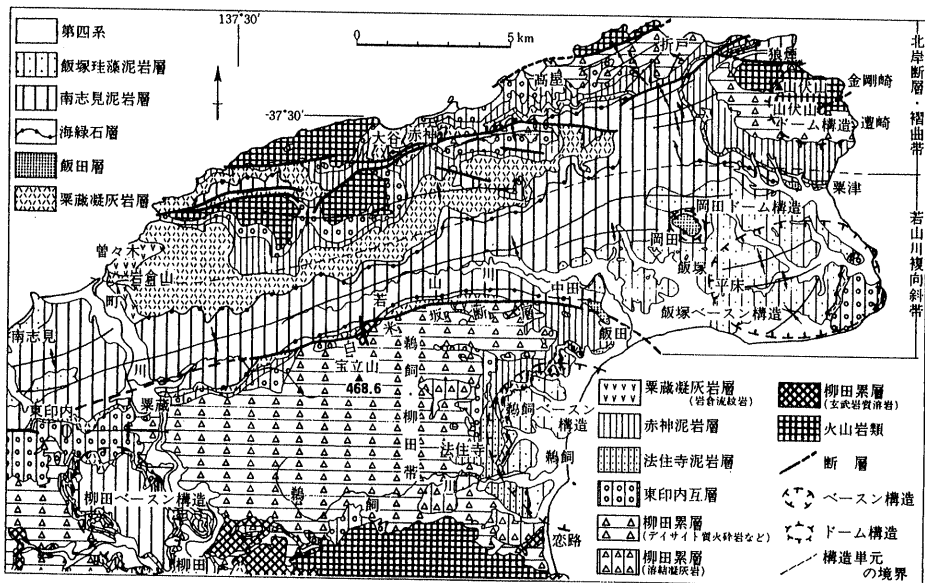 137°30′
0
5 km
第四系
飯塚珪藻泥岩層
南志見泥岩層
海緑石層
飯田層
粟蔵凝灰岩層
-37°30′
折戸
狼煙
高屋
山伏山
ドーム構造
金剛崎
遭崎
大谷
赤神
粟津
岡田ドーム構造
岡田
飯塚
平床
飯塚ベースン構造
曽々木
岩倉山
町
川
若
山
川
中田
飯田
白
米
坂
断
層
南志見
東印内
粟蔵
宝立山
468.6
鵜飼・柳田帯
鵜飼ベースン
構造
法住寺
鵜飼
鵜
飼
川
柳田ベースン構造
柳田
恋路
北岸断層・褶曲帯
若山川複向斜帯
粟蔵凝灰岩層
(岩倉流紋岩)
赤神泥岩層
法住寺泥岩層
東印内互層
柳田累層
(デイサイト質火砕岩など)
柳田累層
(溶結凝灰岩)
柳田累層
(玄武岩質溶岩)
火山岩類
断層
ベースン構造
ドーム構造
構造単元
の境界